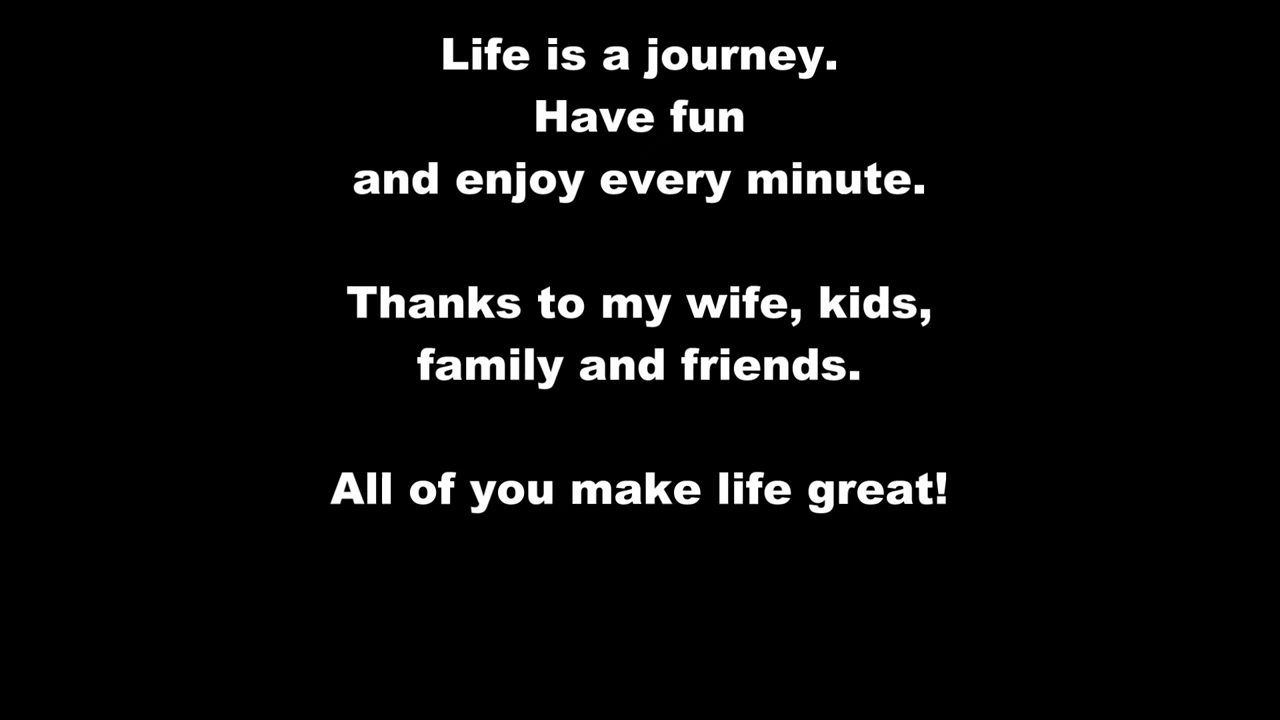 Life is a journey.
Have fun
and enjoy every minute.
Thanks to my wife, kids,
family and friends.
All of you make life great!